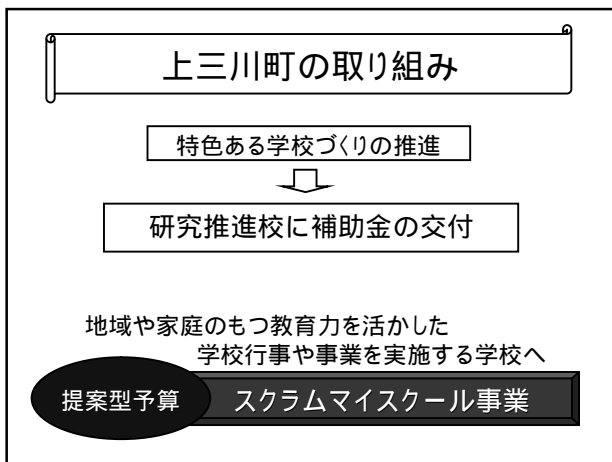 上三川町の取り組み
特色ある学校づくりの推進
研究推進校に補助金の交付
地域や家庭のもつ教育力を活かした
学校行事や事業を実施する学校へ
提案型予算 スクラムマイスクール事業